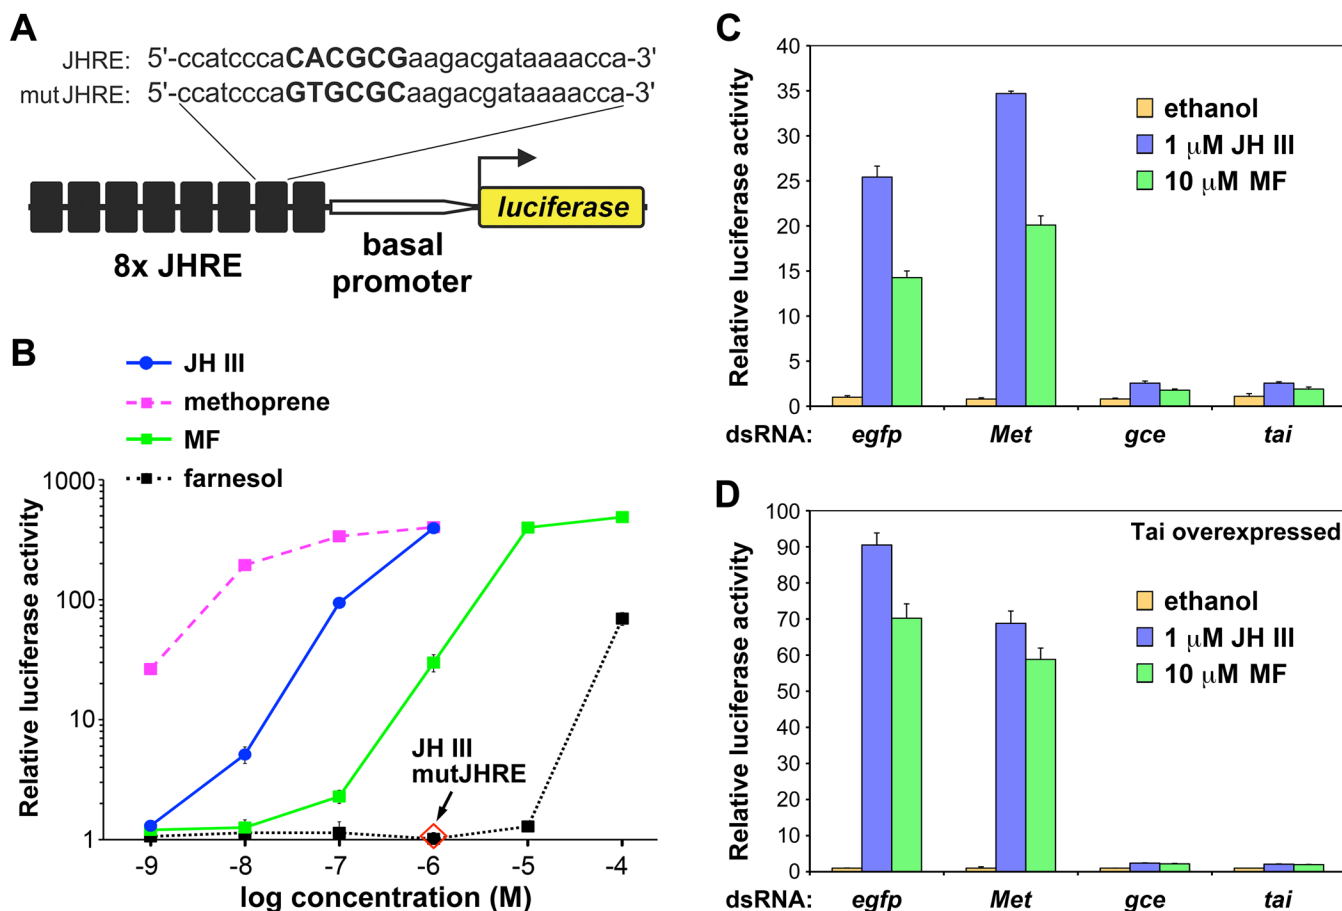 A
JHRE: 5'-ccatcccaCACGCGaagacgataaaacca-3'
mutJHRE: 5'-ccatcccaGTGCGCaagacgataaaacca-3'
luciferase
8x JHRE
basal
promoter
B
JH III
methoprene
MF
farnesol
Relative luciferase activity
1000
100
10
1
JH III
mutJHRE
-9 -8 -7 -6 -5 -4
log concentration (M)
C
Relative luciferase activity
40
35
30
25
20
15
10
5
0
ethanol
1 μM JH III
10 μM MF
dsRNA: egfp Met gce tai
D
Relative luciferase activity
100
90
80
70
60
50
40
30
20
10
0
Tai overexpressed
ethanol
1 μM JH III
10 μM MF
dsRNA: egfp Met gce tai